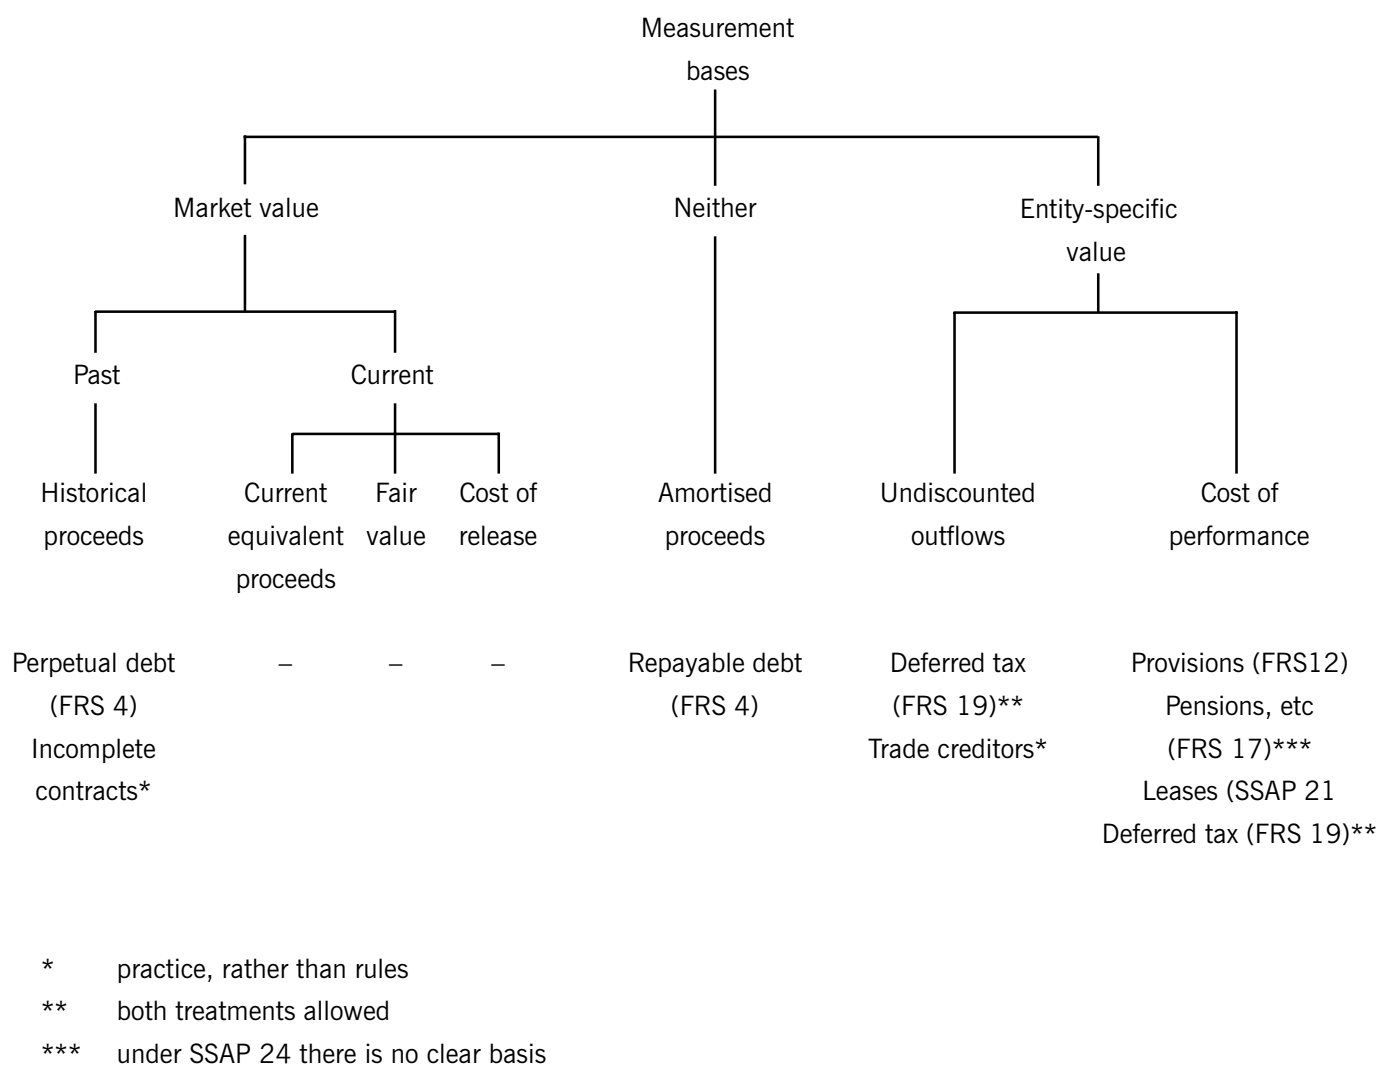 Measurement
bases
Market value
Neither
Entity-specific
value
Past
Current
Historical
proceeds
Current
equivalent
proceeds
Fair
value
Cost of
release
Amortised
proceeds
Undiscounted
outflows
Cost of
performance
Perpetual debt
(FRS 4)
Incomplete
contracts*
–
–
–
Repayable debt
(FRS 4)
Deferred tax
(FRS 19)**
Trade creditors*
Provisions (FRS12)
Pensions, etc
(FRS 17)***
Leases (SSAP 21
Deferred tax (FRS 19)**
* practice, rather than rules
** both treatments allowed
*** under SSAP 24 there is no clear basis